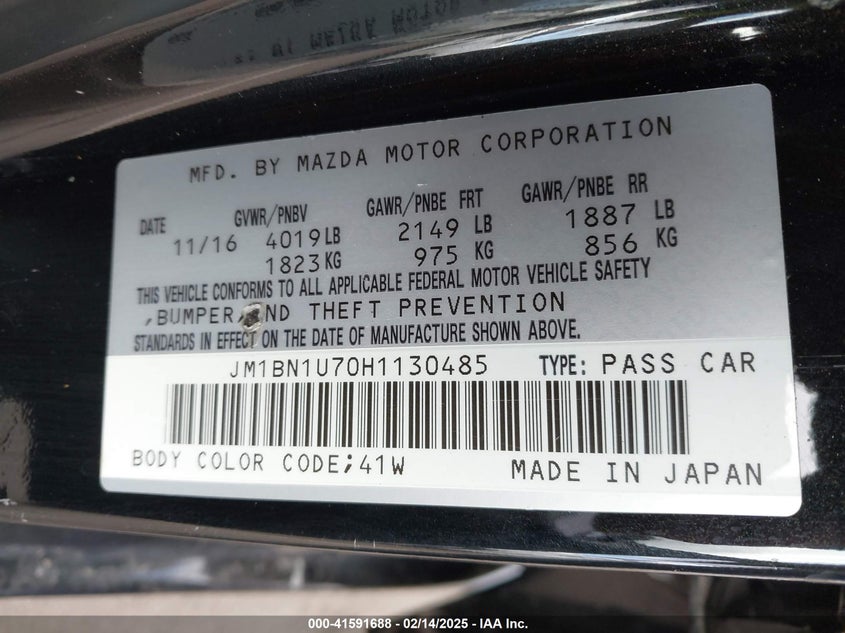 MFD. BY MAZDA MOTOR CORPORATION
DATE GVWR/PNBV GAWR/PNBE FRT GAWR/PNBE RR
11/16 4019LB 2149 LB 1887 LB
1823KG 975 KG 856 KG
THIS VEHICLE CONFORMS TO ALL APPLICABLE FEDERAL MOTOR VEHICLE SAFETY
,BUMPER, ND THEFT PREVENTION
STANDARDS IN EFFECT ON THE DATE OF MANUFACTURE SHOWN ABOVE.
JM1BN1U70H1130485 TYPE: PASS CAR
BODY COLOR CODE;41W MADE IN JAPAN
000-41591688 - 02/14/2025 - IAA Inc.